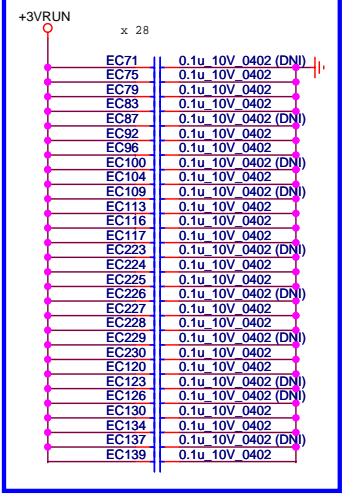 +3VRUN
x 28
EC71 0.1u_10V_0402 (DNI)
EC75 0.1u_10V_0402
EC79 0.1u_10V_0402
EC83 0.1u_10V_0402
EC87 0.1u_10V_0402 (DNI)
EC92 0.1u_10V_0402
EC96 0.1u_10V_0402
EC100 0.1u_10V_0402 (DNI)
EC104 0.1u_10V_0402
EC109 0.1u_10V_0402 (DNI)
EC113 0.1u_10V_0402
EC116 0.1u_10V_0402
EC117 0.1u_10V_0402
EC223 0.1u_10V_0402 (DNI)
EC224 0.1u_10V_0402
EC225 0.1u_10V_0402
EC226 0.1u_10V_0402 (DNI)
EC227 0.1u_10V_0402
EC228 0.1u_10V_0402
EC229 0.1u_10V_0402 (DNI)
EC230 0.1u_10V_0402
EC120 0.1u_10V_0402
EC123 0.1u_10V_0402 (DNI)
EC126 0.1u_10V_0402 (DNI)
EC130 0.1u_10V_0402
EC134 0.1u_10V_0402
EC137 0.1u_10V_0402 (DNI)
EC139 0.1u_10V_0402